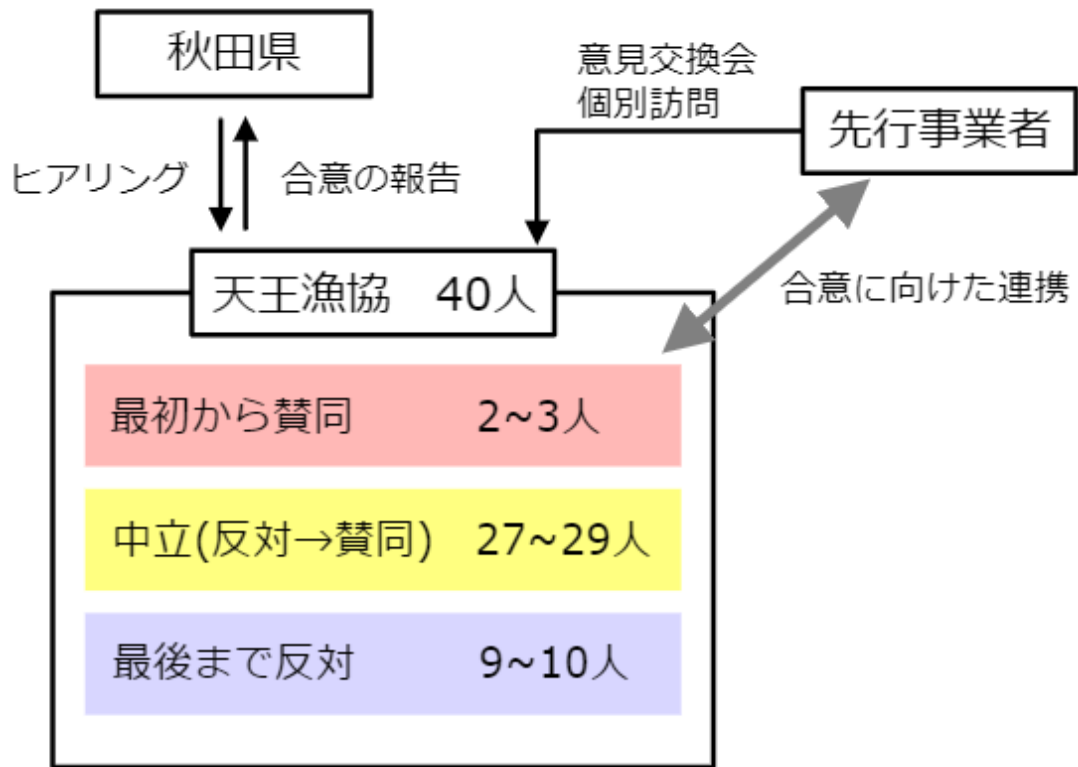 秋田県
意見交換会
個別訪問
先行事業者
ヒアリング
合意の報告
天王漁協 40人
合意に向けた連携
最初から賛同 2~3人
中立(反対→賛同) 27~29人
最後まで反対 9~10人